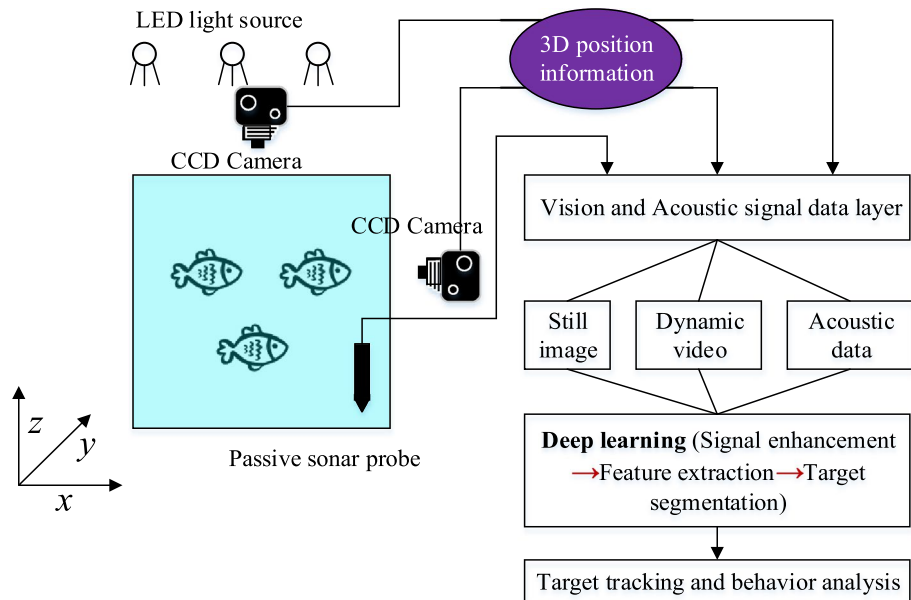 LED light source
3D position
information
CCD Camera
CCD Camera
Passive sonar probe
z
y
x
Vision and Acoustic signal data layer
Still
image
Dynamic
video
Acoustic
data
Deep learning (Signal enhancement
→Feature extraction→Target
segmentation)
Target tracking and behavior analysis